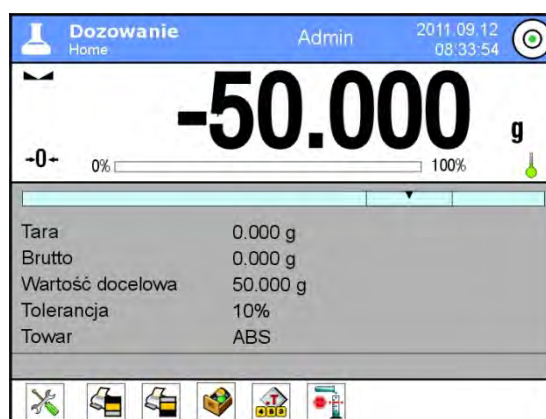 Dozowanie
Home
Admin
2011.09.12
08:33:54
-50.000 g
→0←
0% 100%
Tara 0.000 g
Brutto 0.000 g
Wartość docelowa 50.000 g
Tolerancja 10%
Towar ABS